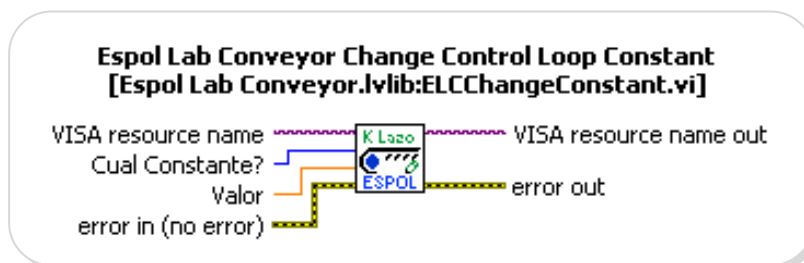 Espol Lab Conveyor Change Control Loop Constant
[Espol Lab Conveyor.lvlib:ELCChangeConstant.vi]
VISA resource name
K Lazo
VISA resource name out
Cual Constante?
Valor
ESPOL
error out
error in (no error)